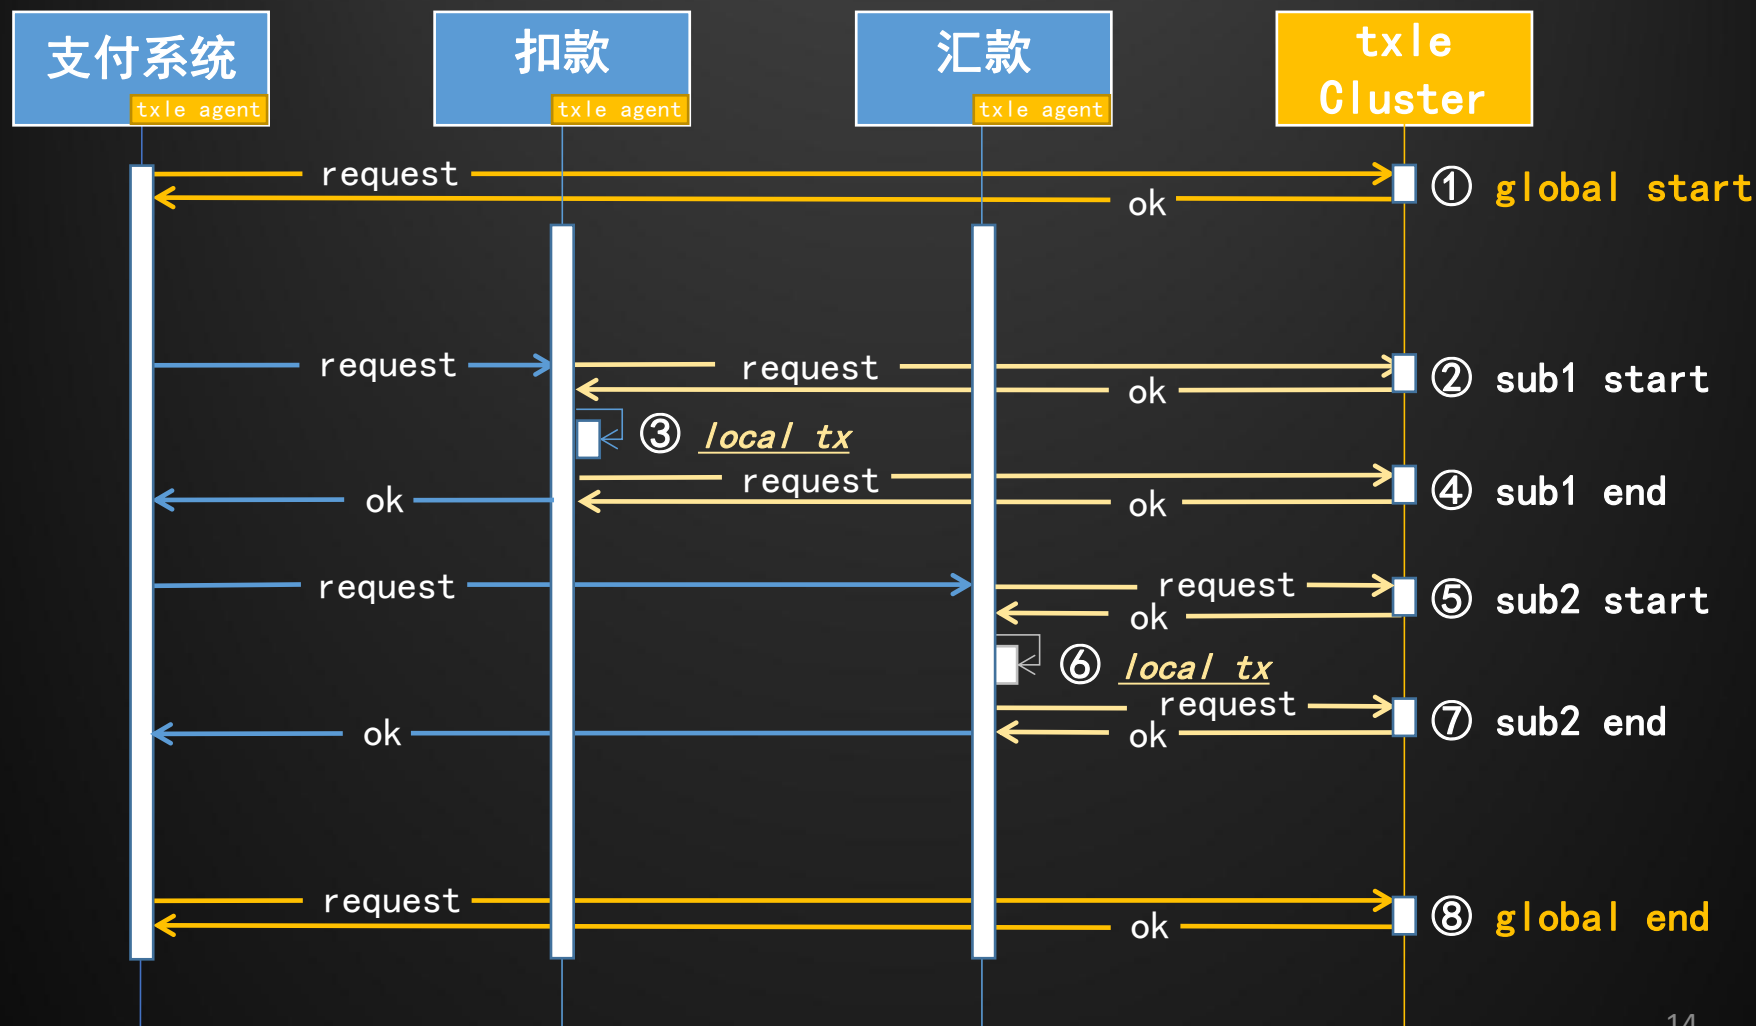 支付系统
txle agent
扣款
txle agent
汇款
txle agent
txle
Cluster
request
ok
① global start
request
request
ok
② sub1 start
③ local tx
request
ok
ok
④ sub1 end
request
request
ok
⑤ sub2 start
⑥ local tx
request
ok
ok
⑦ sub2 end
request
ok
⑧ global end
14